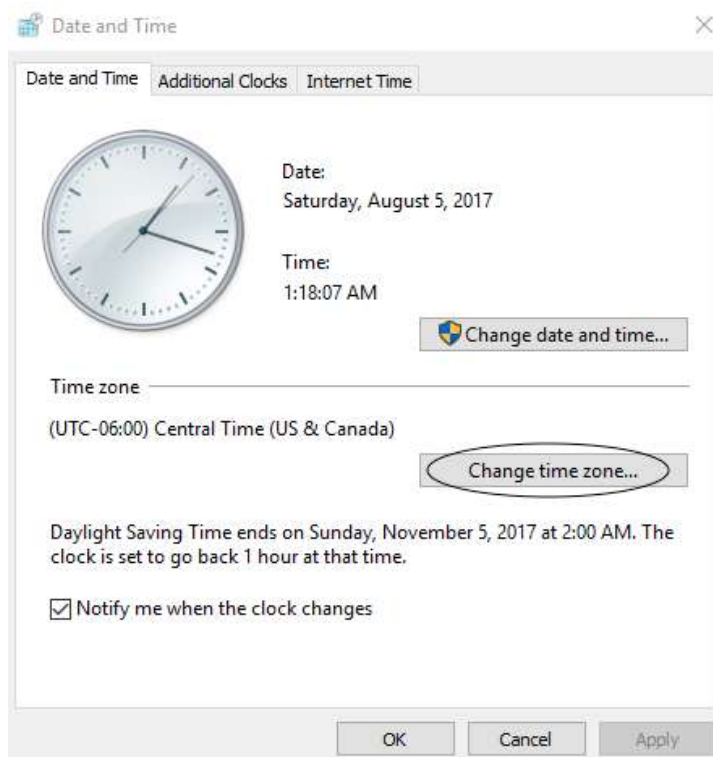 Date and Time
Date and Time
Additional Clocks
Internet Time
Date:
Saturday, August 5, 2017
Time:
1:18:07 AM
Change date and time...
Time zone
(UTC-06:00) Central Time (US & Canada)
Change time zone...
Daylight Saving Time ends on Sunday, November 5, 2017 at 2:00 AM. The
clock is set to go back 1 hour at that time.
Notify me when the clock changes
OK
Cancel
Apply